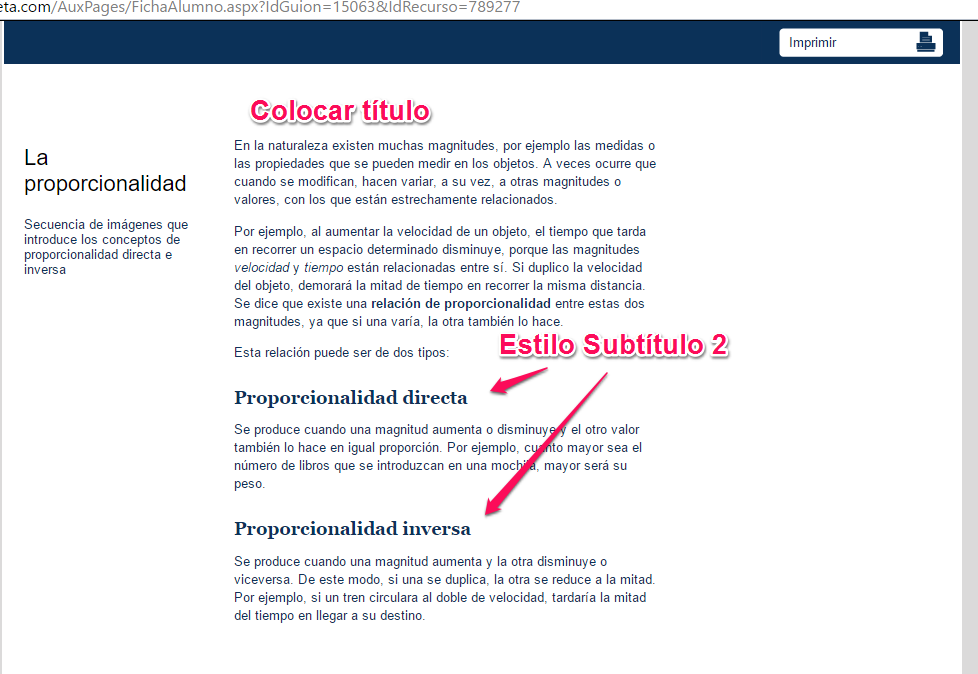 eta.com/AuxPages/FichaAlumno.aspx?IdGuion=15063&IdRecurso=789277
Imprimir
Colocar título
La
proporcionalidad
Secuencia de imágenes que
introduce los conceptos de
proporcionalidad directa e
inversa
En la naturaleza existen muchas magnitudes, por ejemplo las medidas o
las propiedades que se pueden medir en los objetos. A veces ocurre que
cuando se modifican, hacen variar, a su vez, a otras magnitudes o
valores, con los que están estrechamente relacionados.
Por ejemplo, al aumentar la velocidad de un objeto, el tiempo que tarda
en recorrer un espacio determinado disminuye, porque las magnitudes
velocidad y tiempo están relacionadas entre sí. Si duplico la velocidad
del objeto, demorará la mitad de tiempo en recorrer la misma distancia.
Se dice que existe una relación de proporcionalidad entre estas dos
magnitudes, ya que si una varía, la otra también lo hace.
Estilo Subtítulo 2
Esta relación puede ser de dos tipos:
Proporcionalidad directa
Se produce cuando una magnitud aumenta o disminuye y el otro valor
también lo hace en igual proporción. Por ejemplo, cuanto mayor sea el
número de libros que se introduzcan en una mochila, mayor será su
peso.
Proporcionalidad inversa
Se produce cuando una magnitud aumenta y la otra disminuye o
viceversa. De este modo, si una se duplica, la otra se reduce a la mitad.
Por ejemplo, si un tren circulara al doble de velocidad, tardaría la mitad
del tiempo en llegar a su destino.